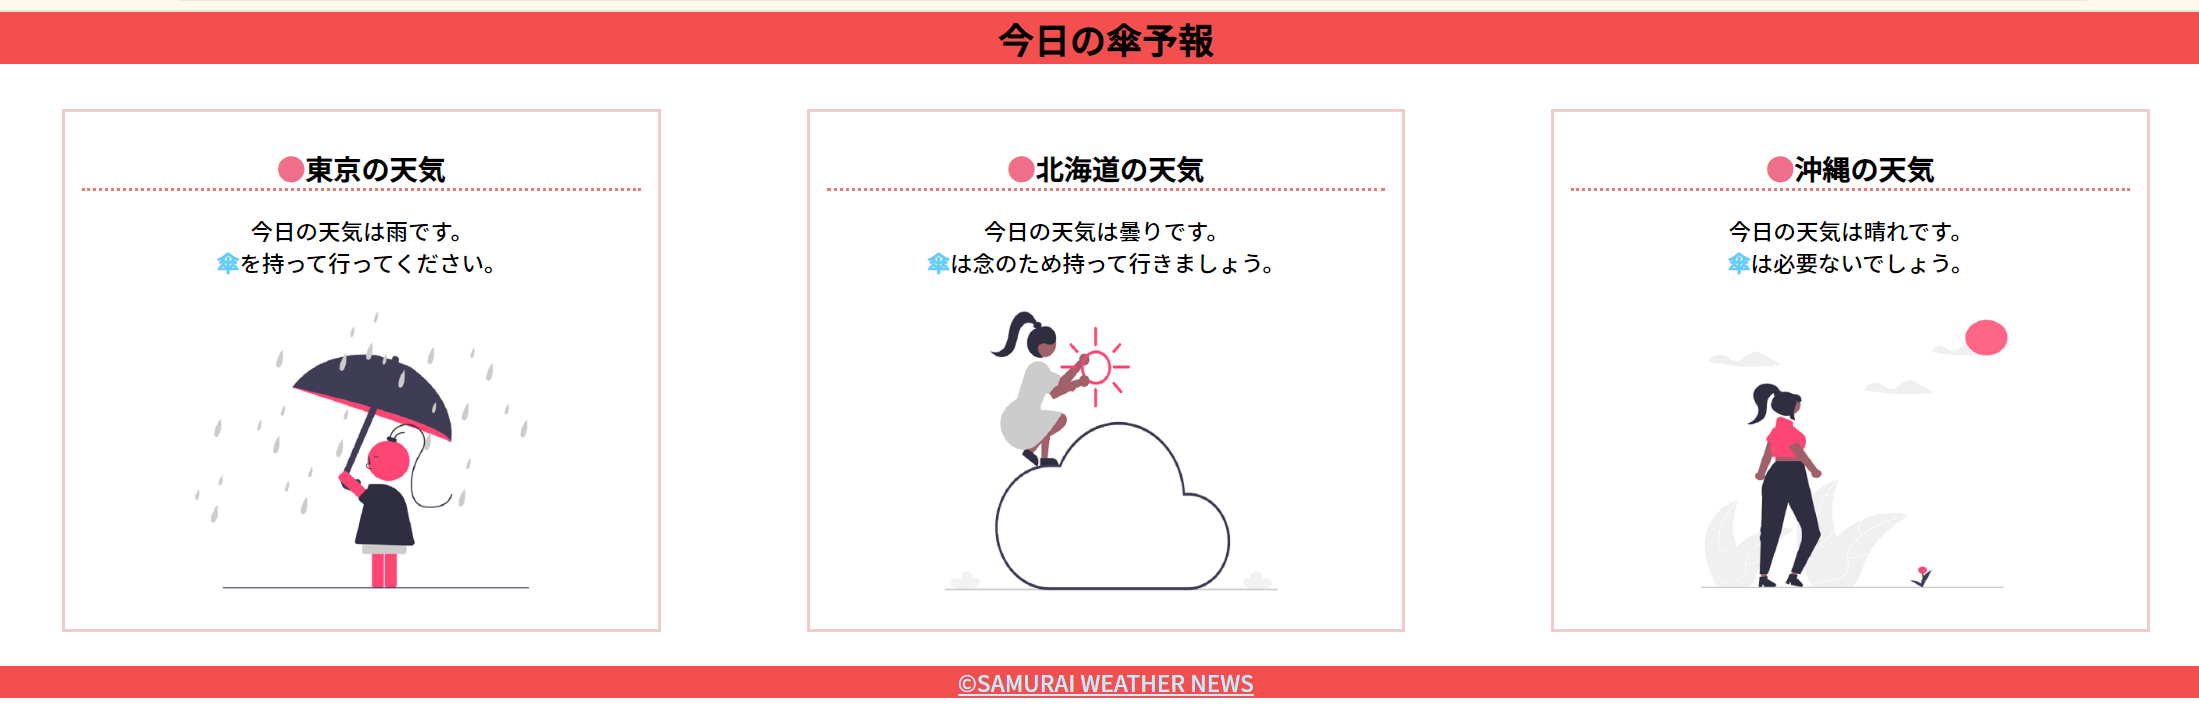 今日の傘予報
●東京の天気
今日の天気は雨です。
傘を持って行ってください。
●北海道の天気
今日の天気は曇りです。
傘は念のため持って行きましょう。
●沖縄の天気
今日の天気は晴れです。
傘は必要ないでしょう。
©SAMURAI WEATHER NEWS